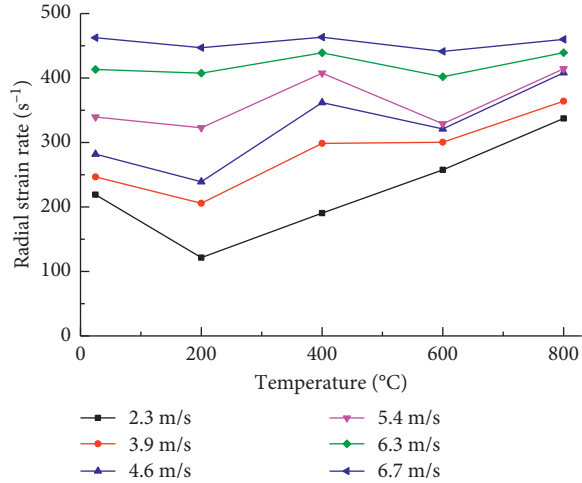 500
400
300
200
100
0
Radial strain rate (s⁻¹)
0 200 400 600 800
Temperature (°C)
2.3 m/s 5.4 m/s
3.9 m/s 6.3 m/s
4.6 m/s 6.7 m/s